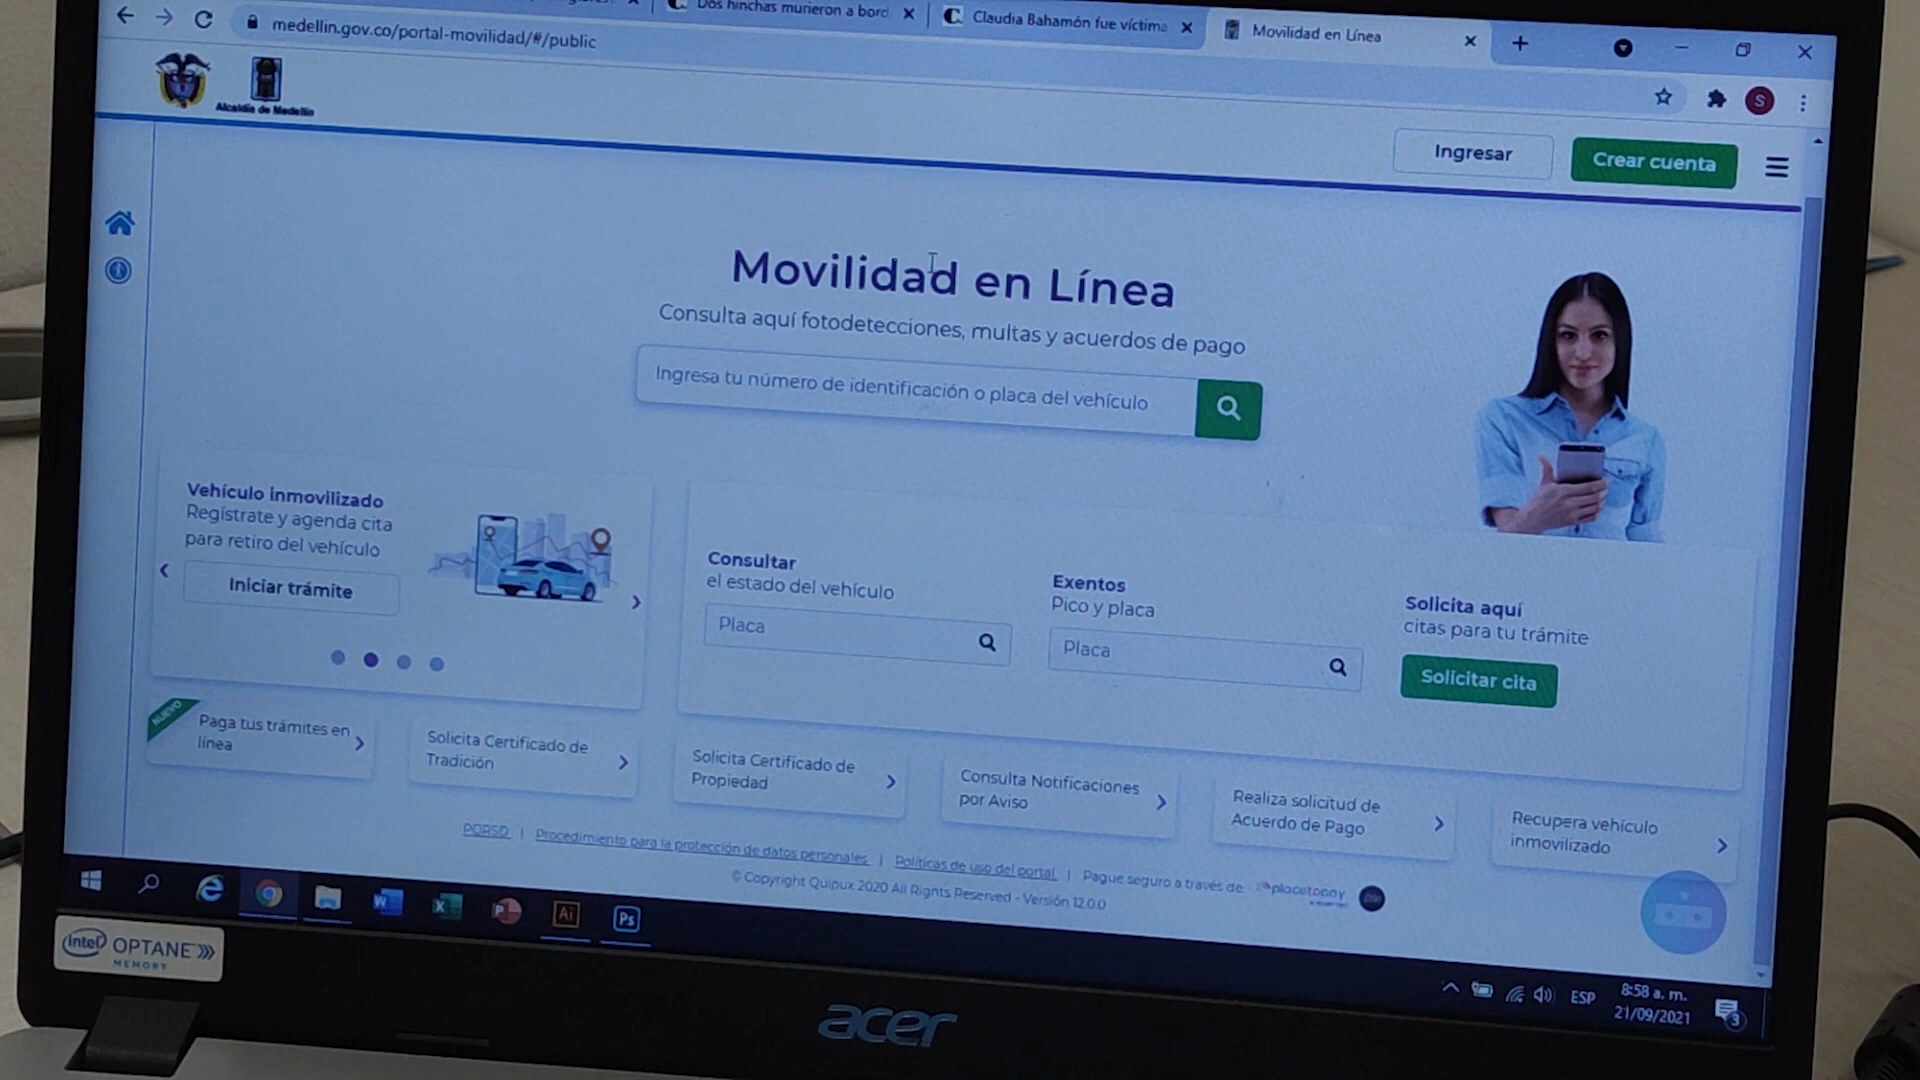 Dos hinchas murieron a bord
Claudia Bahamón fue víctima
Movilidad en Línea
medellin.gov.co/portal-movilidad/#/public
S
Alcaldía de Medellín
Ingresar
Crear cuenta
Movilidad en Línea
Consulta aquí fotodetecciones, multas y acuerdos de pago
Ingresa tu número de identificación o placa del vehículo
Vehículo inmovilizado
Regístrate y agenda cita
para retiro del vehículo
Iniciar trámite
Consultar
el estado del vehículo
Placa
Exentos
Pico y placa
Placa
Solicita aquí
citas para tu trámite
Solicitar cita
NUEVO
Paga tus trámites en
línea
Solicita Certificado de
Tradición
Solicita Certificado de
Propiedad
Consulta Notificaciones
por Aviso
Realiza solicitud de
Acuerdo de Pago
Recupera vehículo
inmovilizado
PQRSD | Procedimiento para la protección de datos personales | Políticas de uso del portal | Pague seguro a través de placetopay
© Copyright Quipux 2020 All Rights Reserved - Versión 12.0.0
Ai
Ps
ESP
8:58 a. m.
21/09/2021
3
intel OPTANE
MEMORY
acer